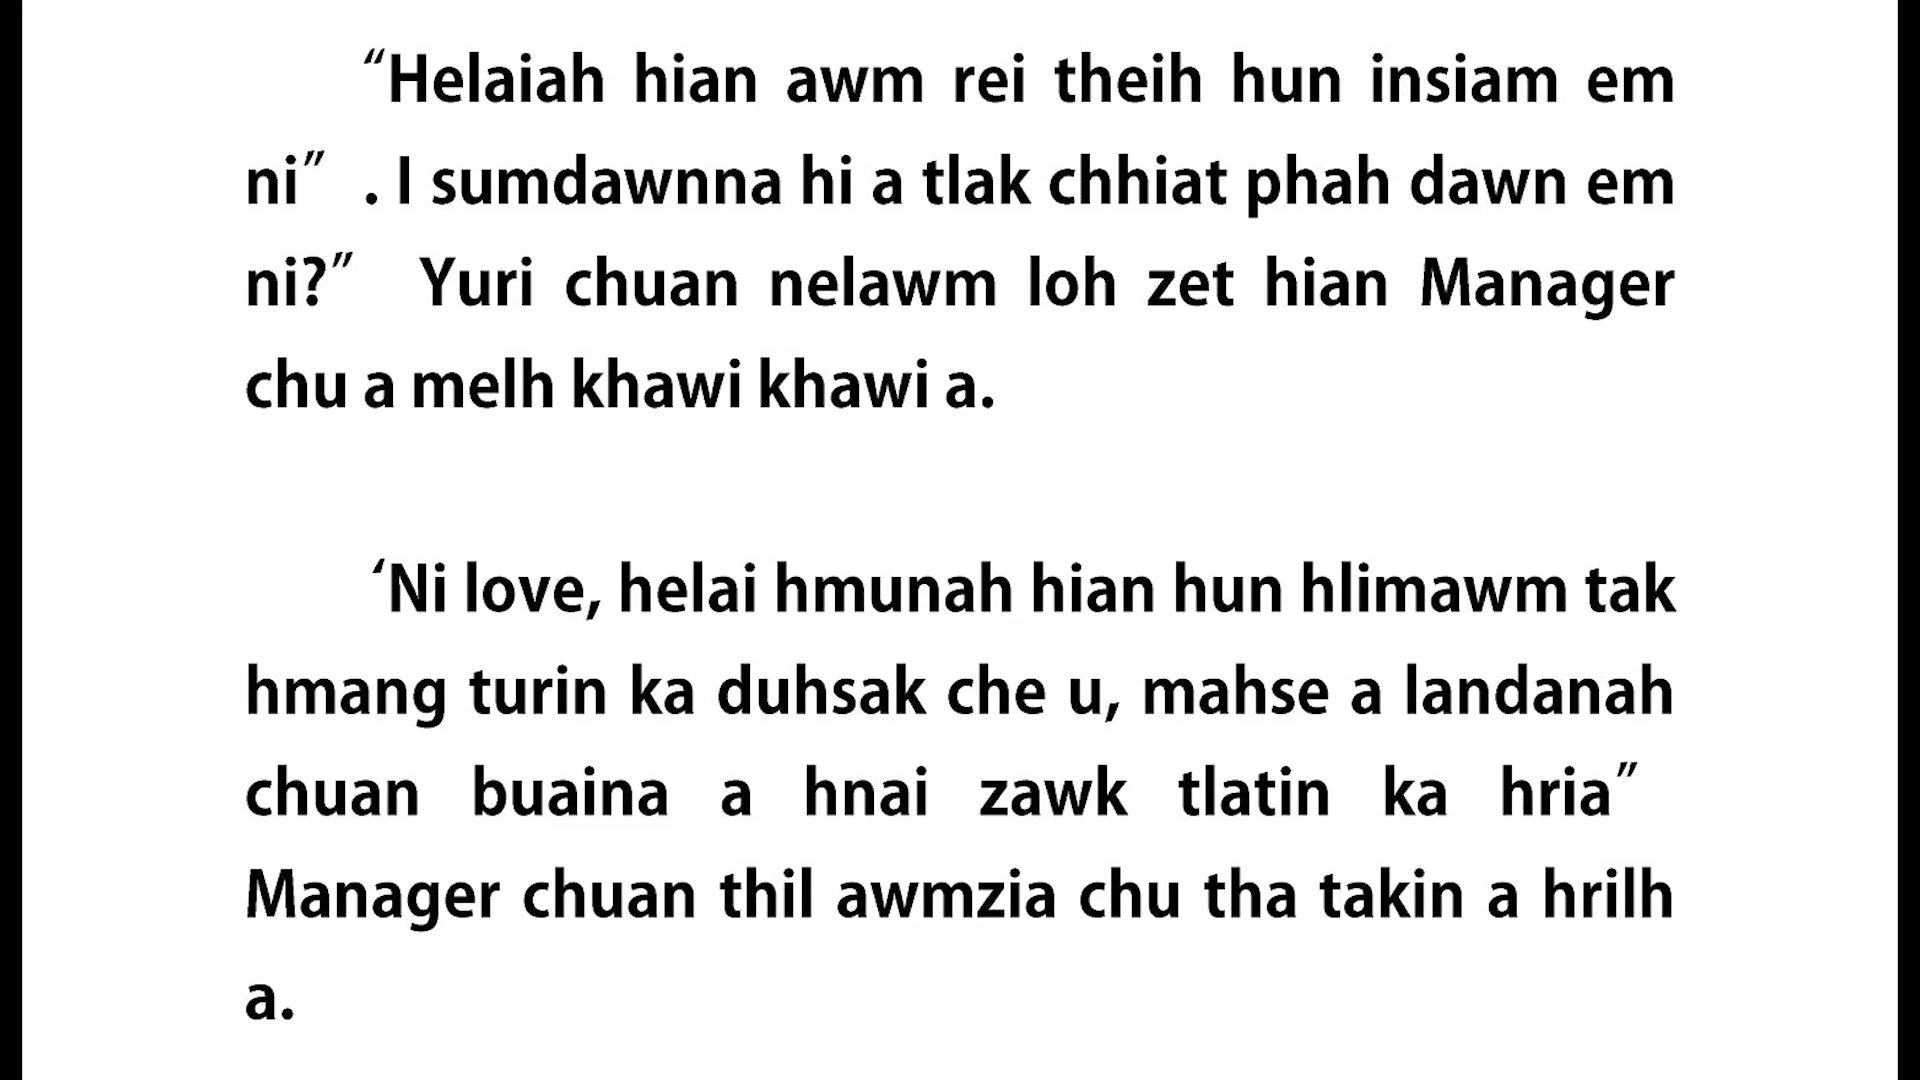 “Helaiah hian awm rei theih hun insiam em
ni” . I sumdawnna hi a tlak chhiat phah dawn em
ni?” Yuri chuan nelawm loh zet hian Manager
chu a melh khawi khawi a.
‘Ni love, helai hmunah hian hun hlimawm tak
hmang turin ka duhsak che u, mahse a landanah
chuan buaina a hnai zawk tlatin ka hria”
Manager chuan thil awmzia chu tha takin a hrilh
a.